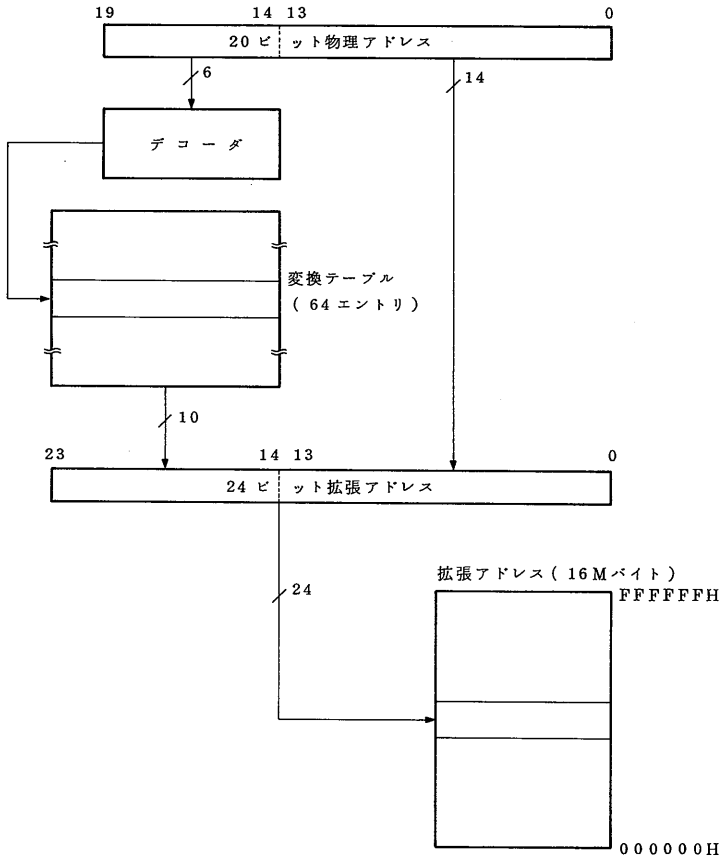 19 14 13 0
20ビット物理アドレス
6
14
デコーダ
変換テーブル
(64エントリ)
10
23 14 13 0
24ビット拡張アドレス
24
拡張アドレス(16Mバイト)
FFFFFFH
000000H